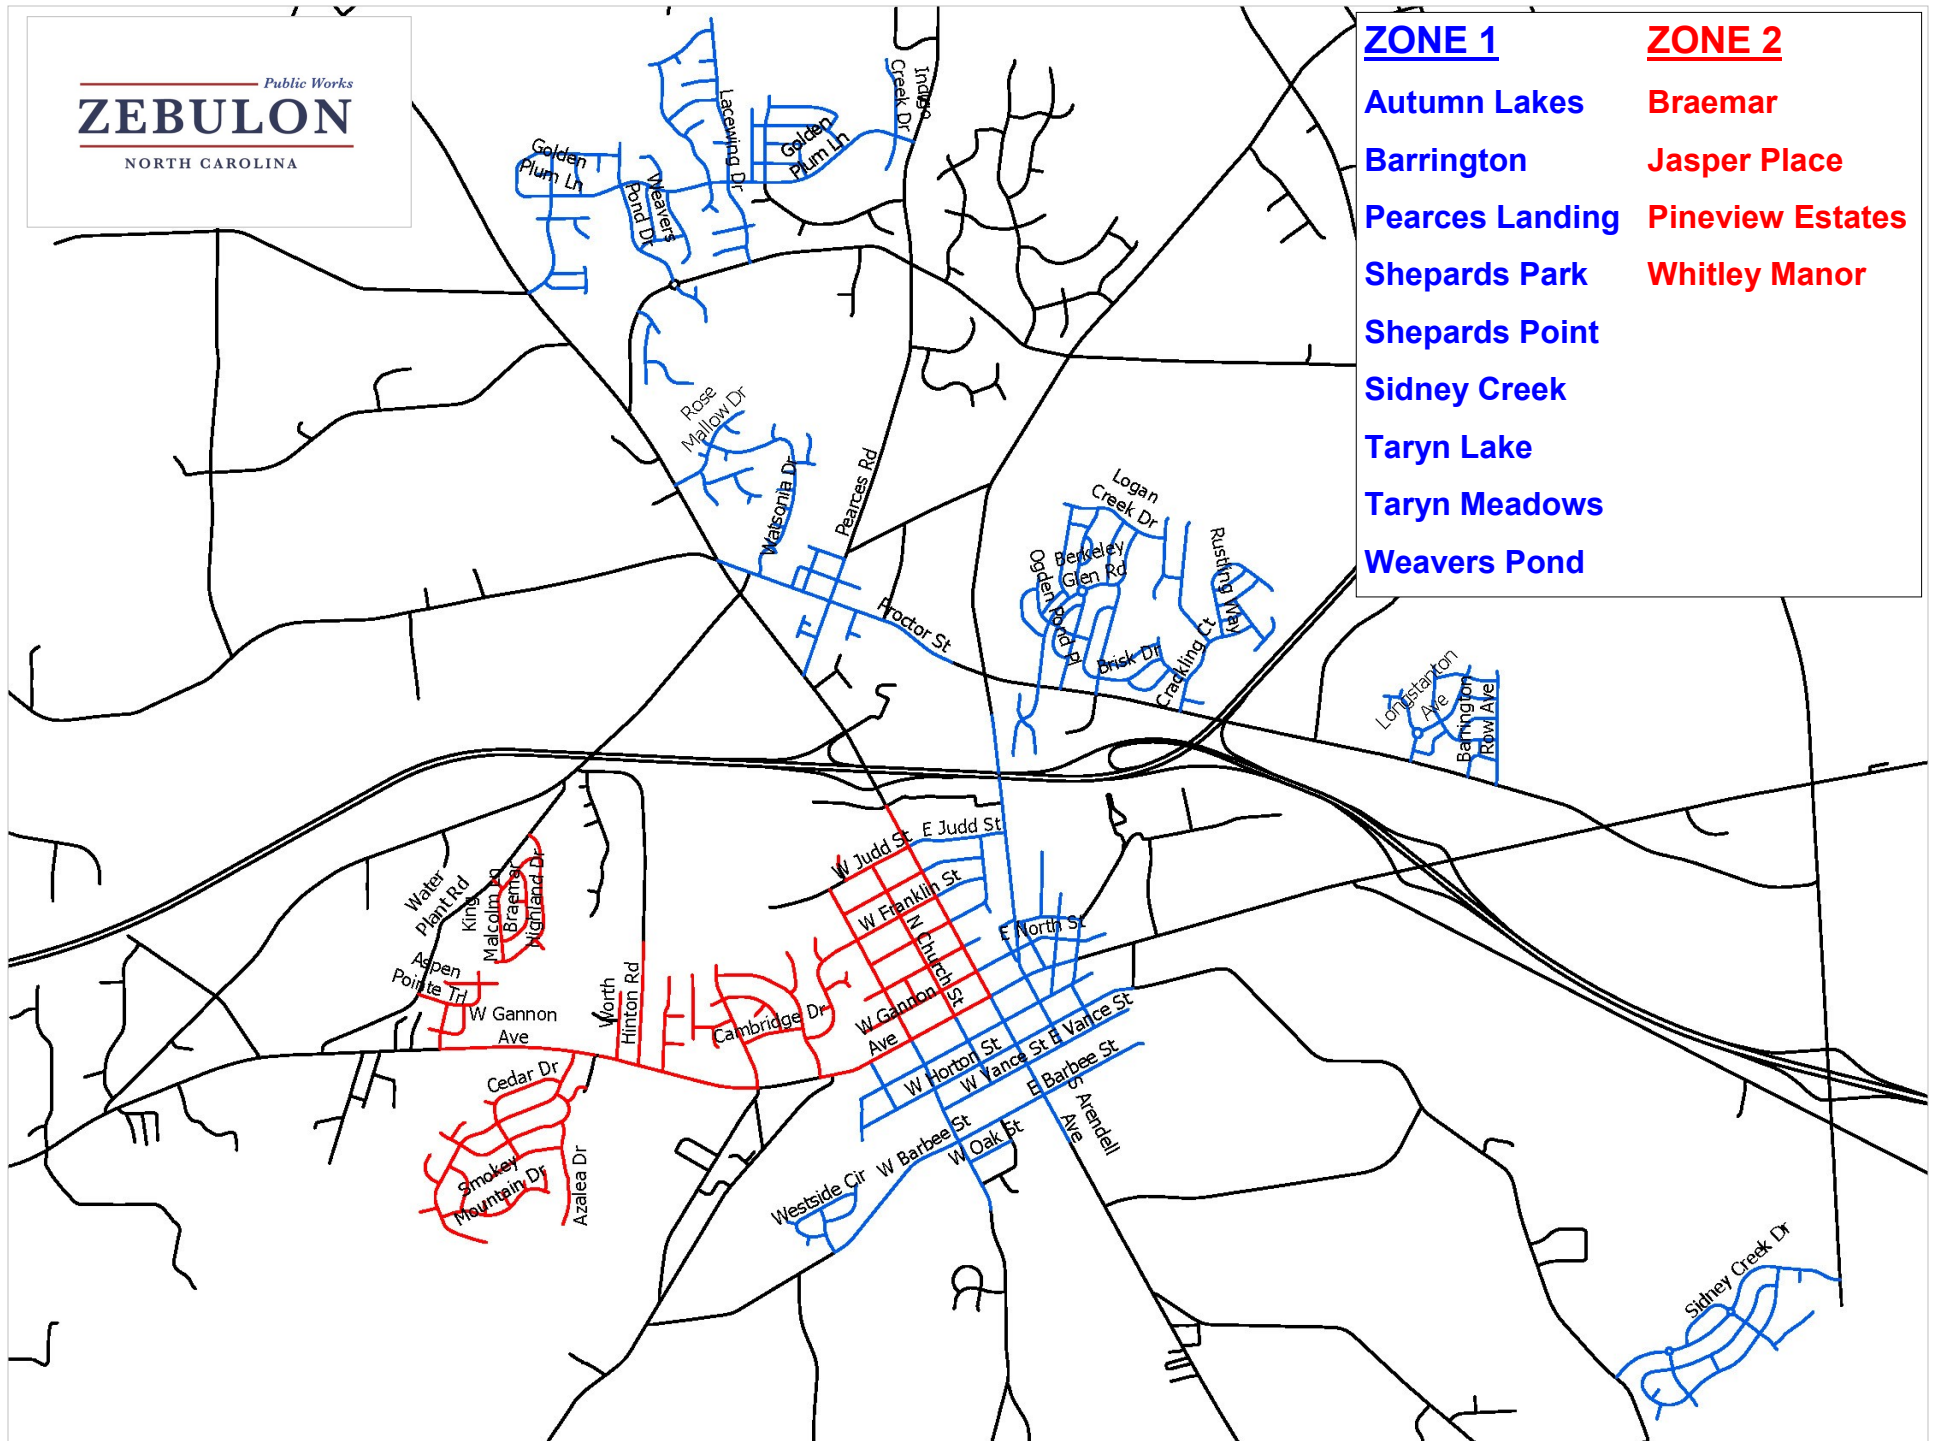 Public Works
ZEBULON
NORTH CAROLINA
ZONE 1
Autumn Lakes
Barrington
Pearces Landing
Shepards Park
Shepards Point
Sidney Creek
Taryn Lake
Taryn Meadows
Weavers Pond
ZONE 2
Braemar
Jasper Place
Pineview Estates
Whitley Manor
Indigo
Creek Dr
Lacewing Dr
Golden
Plum Ln
Golden
Plum Ln
Weavers
Pond Dr
Rose
Mallow Dr
Watsonia Dr
Pearces Rd
Proctor St
Logan
Creek Dr
Berkeley
Glen Rd
Ogden
Pond Pl
Rustling Way
Brisk Dr
Crackling Ct
Longstanton
Ave
Barrington
Row Ave
W Judd St
E Judd St
W Franklin St
N Church St
E North St
Water
Plant Rd
King
Malcolm Ln
Braemar
Highland Dr
Aspen
Pointe Trl
W Gannon
Ave
Worth
Hinton Rd
Cambridge Dr
W Gannon
Ave
W Horton St
W Vance St
E Vance St
E Barbee St
S Arendell
Ave
Cedar Dr
Smokey
Mountain Dr
Azalea Dr
W Barbee St
W Oak St
Westside Cir
Sidney Creek Dr